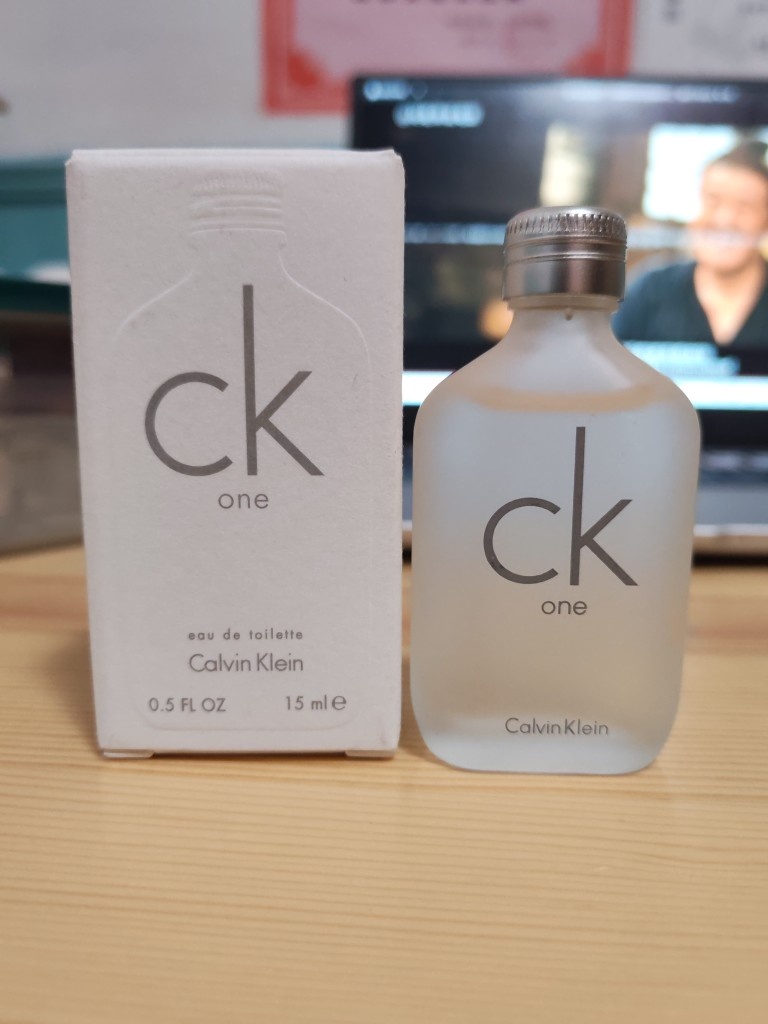 ck
one
eau de toilette
Calvin Klein
0.5 FL OZ 15 ml ℮
ck
one
Calvin Klein